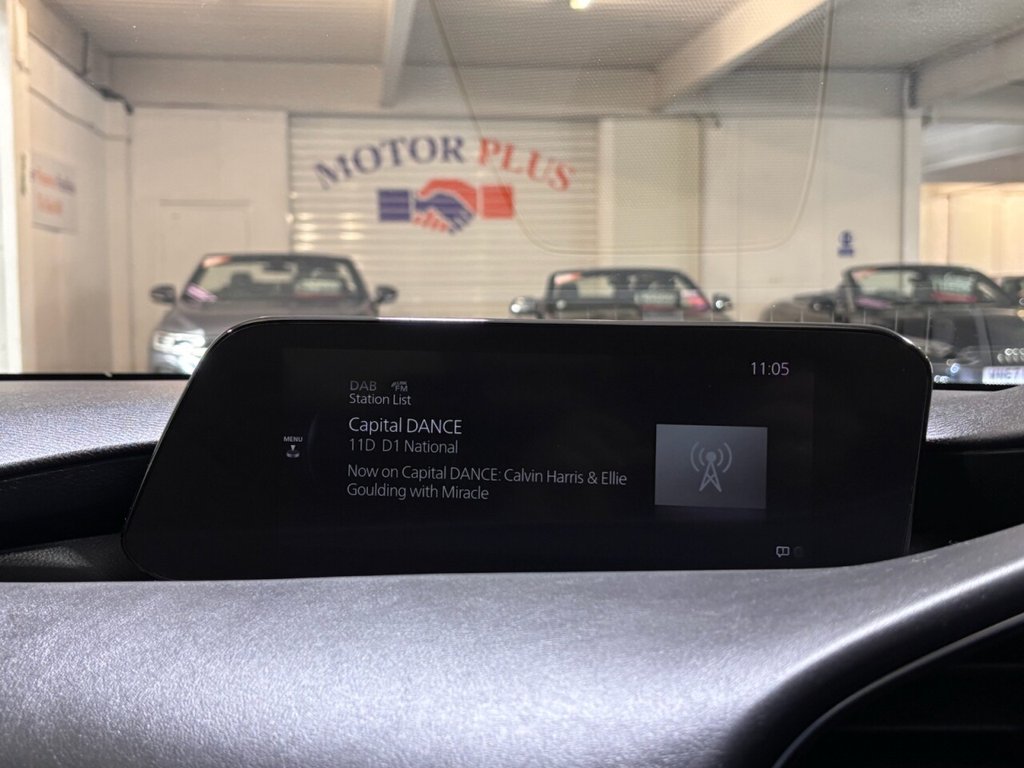 MOTOR PLUS
11:05
DAB FM
Station List
Capital DANCE
11D D1 National
MENU
Now on Capital DANCE: Calvin Harris & Ellie
Goulding with Miracle